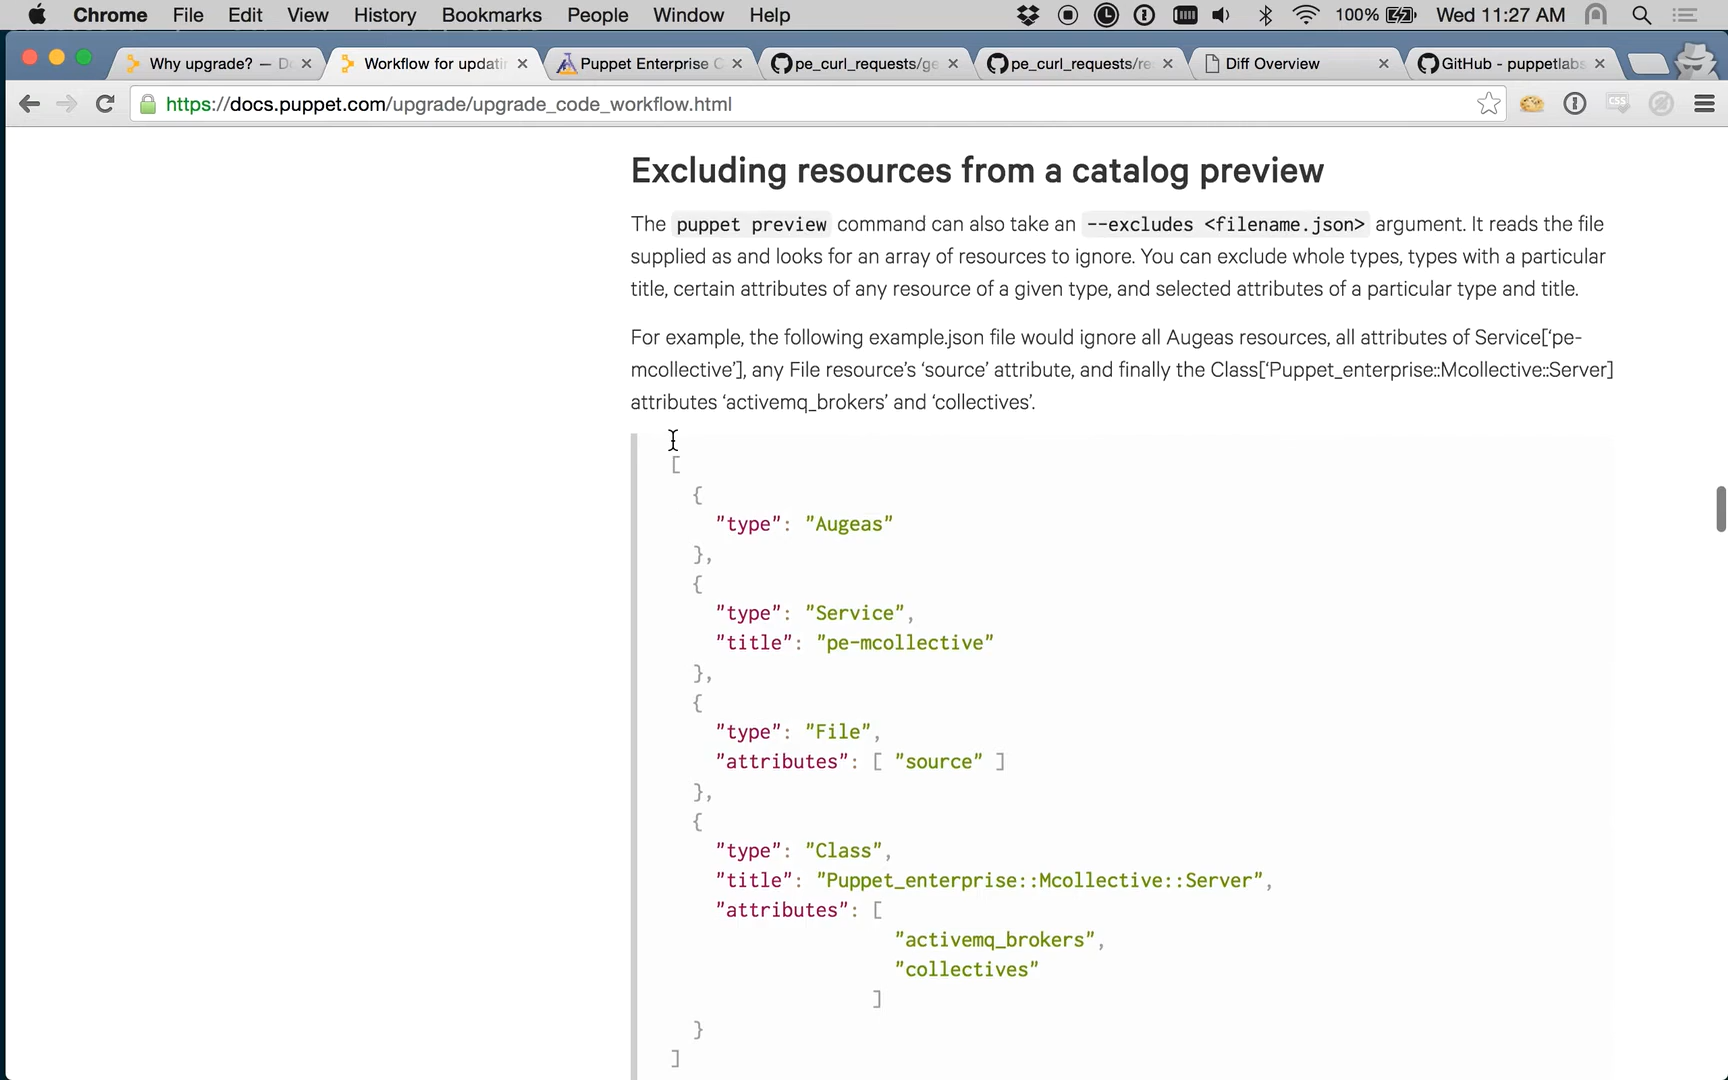 Chrome File Edit View History Bookmarks People Window Help 100% Wed 11:27 AM
Why upgrade? — D Workflow for updatin Puppet Enterprise C pe_curl_requests/ge pe_curl_requests/re Diff Overview GitHub - puppetlabs
https://docs.puppet.com/upgrade/upgrade_code_workflow.html CSS
Excluding resources from a catalog preview
The puppet preview command can also take an --excludes <filename.json> argument. It reads the file
supplied as and looks for an array of resources to ignore. You can exclude whole types, types with a particular
title, certain attributes of any resource of a given type, and selected attributes of a particular type and title.
For example, the following example.json file would ignore all Augeas resources, all attributes of Service[‘pe-
mcollective’], any File resource’s ‘source’ attribute, and finally the Class[‘Puppet_enterprise::Mcollective::Server]
attributes ‘activemq_brokers’ and ‘collectives’.
[
{
"type": "Augeas"
},
{
"type": "Service",
"title": "pe-mcollective"
},
{
"type": "File",
"attributes": [ "source" ]
},
{
"type": "Class",
"title": "Puppet_enterprise::Mcollective::Server",
"attributes": [
"activemq_brokers",
"collectives"
]
}
]